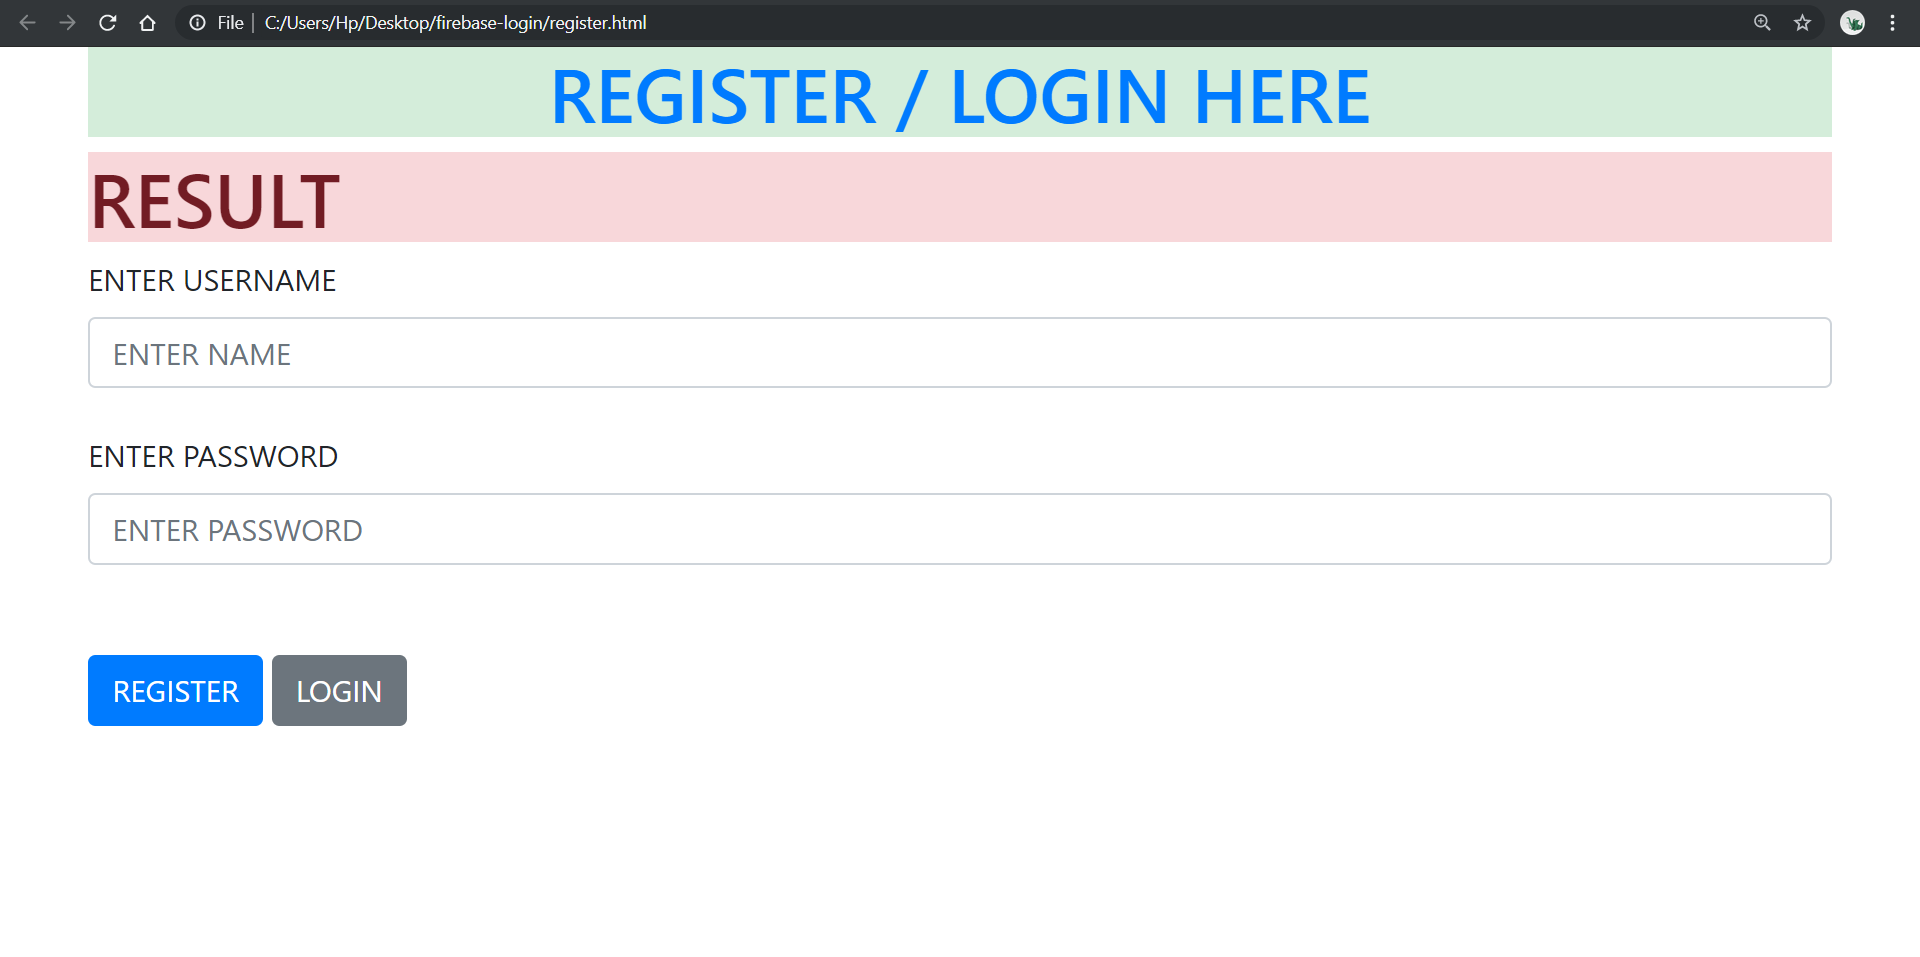 File | C:/Users/Hp/Desktop/firebase-login/register.html
REGISTER / LOGIN HERE
RESULT
ENTER USERNAME
ENTER NAME
ENTER PASSWORD
ENTER PASSWORD
REGISTER LOGIN